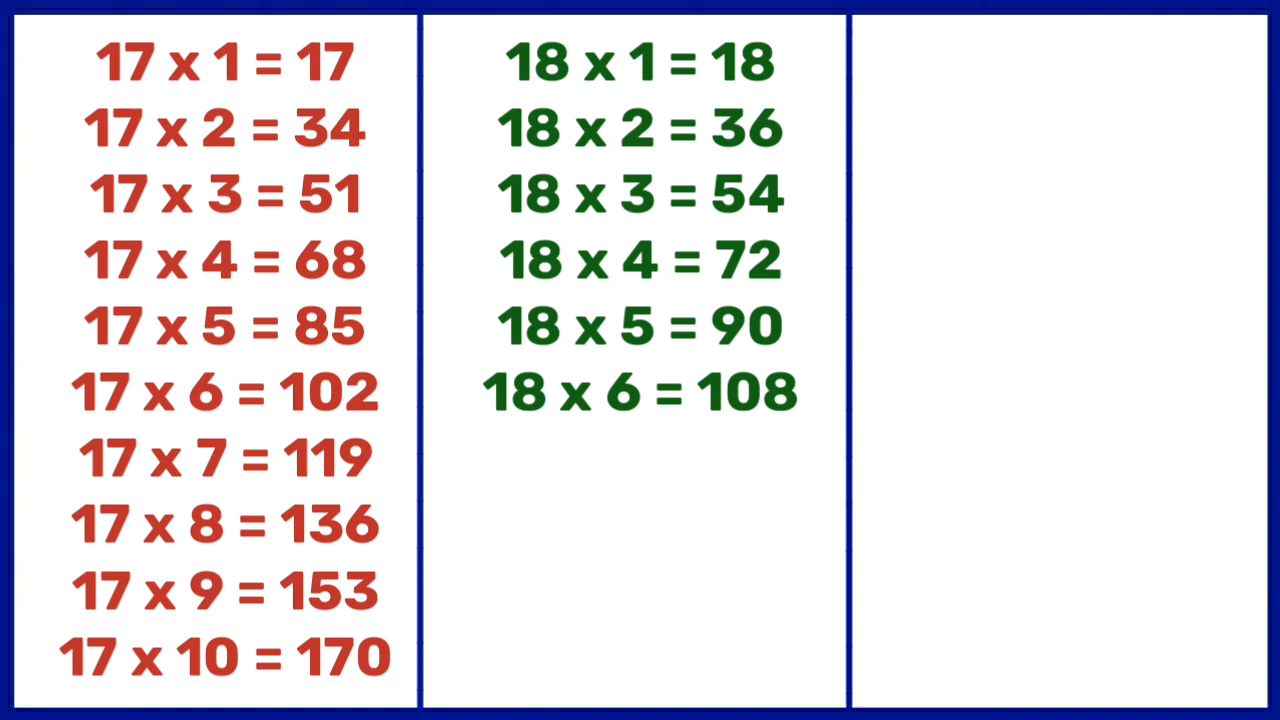 17 x 1 = 17
17 x 2 = 34
17 x 3 = 51
17 x 4 = 68
17 x 5 = 85
17 x 6 = 102
17 x 7 = 119
17 x 8 = 136
17 x 9 = 153
17 x 10 = 170
18 x 1 = 18
18 x 2 = 36
18 x 3 = 54
18 x 4 = 72
18 x 5 = 90
18 x 6 = 108